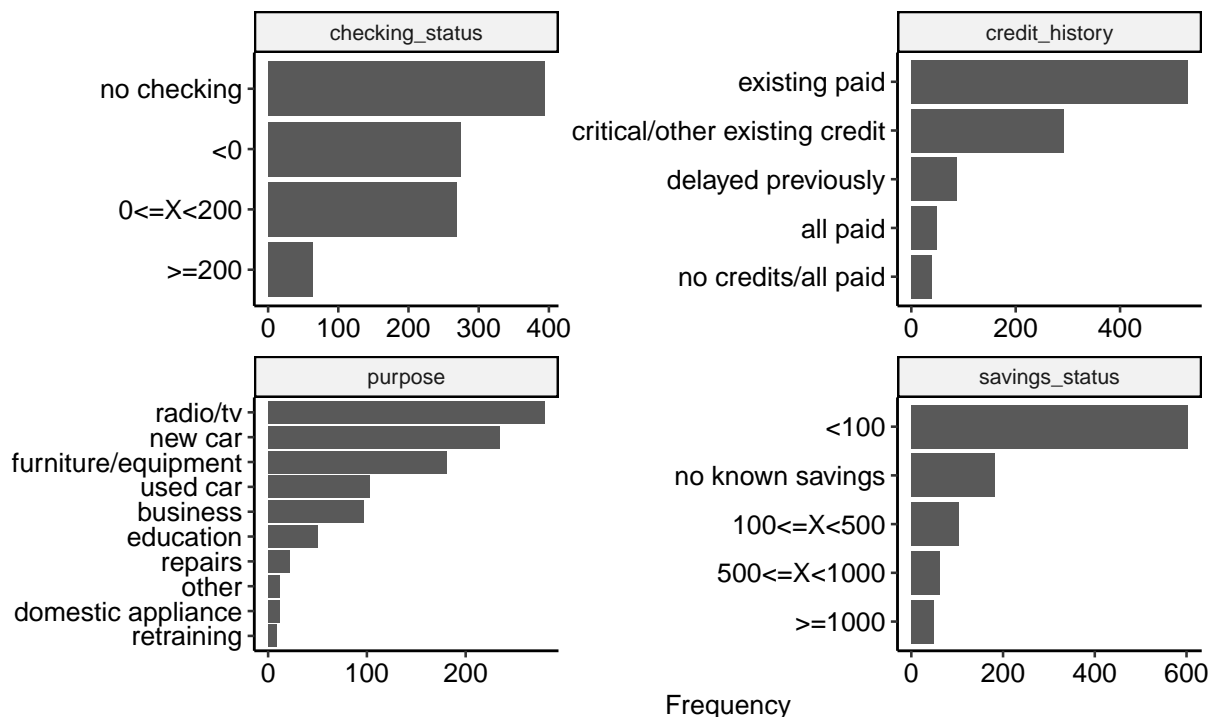 checking_status
no checking
<0
0<=X<200
>=200
0 100 200 300 400
credit_history
existing paid
critical/other existing credit
delayed previously
all paid
no credits/all paid
0 200 400
purpose
radio/tv
new car
furniture/equipment
used car
business
education
repairs
other
domestic appliance
retraining
0 100 200
savings_status
<100
no known savings
100<=X<500
500<=X<1000
>=1000
0 200 400 600
Frequency